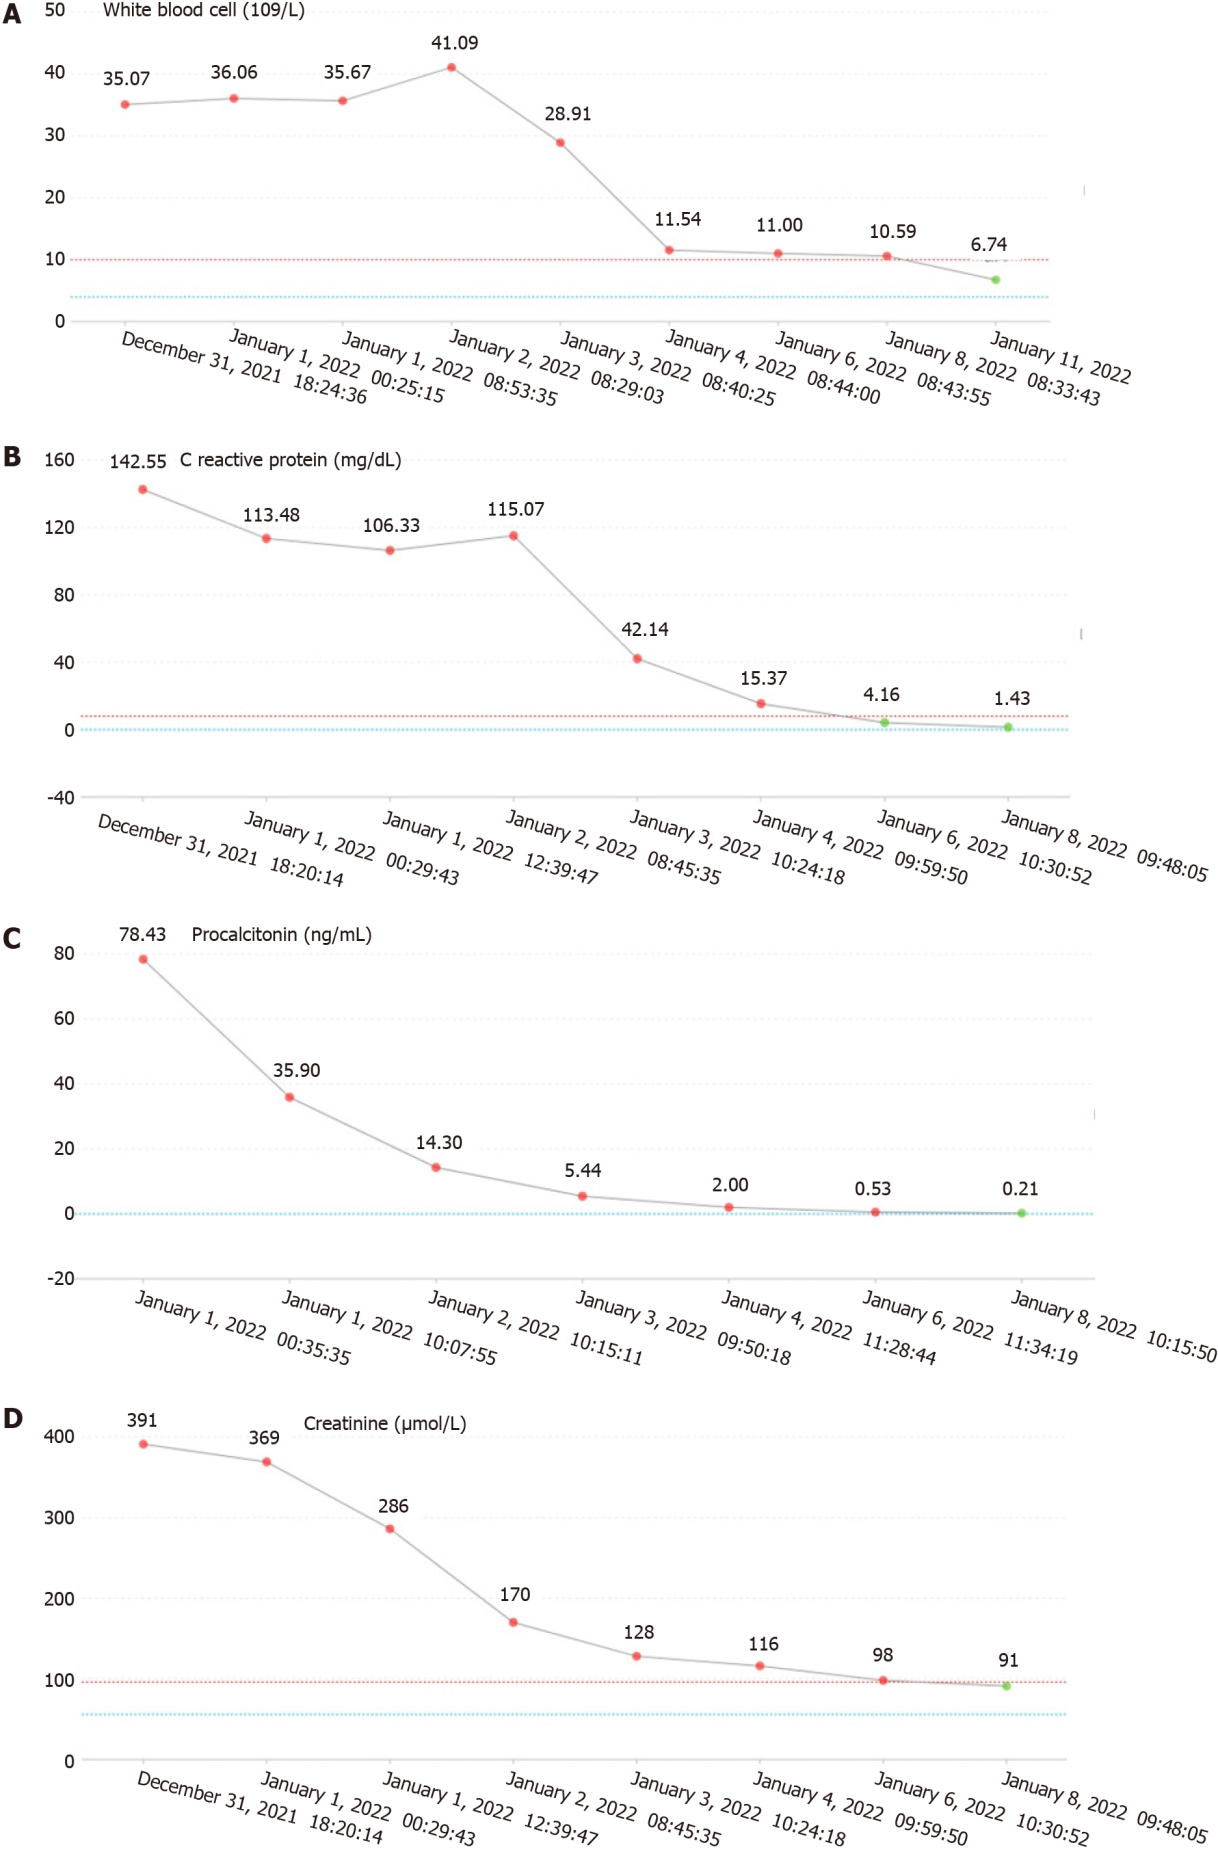 A
White blood cell (109/L)
50
40
30
20
10
0
35.07
36.06
35.67
41.09
28.91
11.54
11.00
10.59
6.74
December 31, 2021 18:24:36
January 1, 2022 00:25:15
January 1, 2022 08:53:35
January 2, 2022 08:29:03
January 3, 2022 08:40:25
January 4, 2022 08:44:00
January 6, 2022 08:43:55
January 8, 2022 08:33:43
January 11, 2022
B
C reactive protein (mg/dL)
160
120
80
40
0
-40
142.55
113.48
106.33
115.07
42.14
15.37
4.16
1.43
December 31, 2021 18:20:14
January 1, 2022 00:29:43
January 1, 2022 12:39:47
January 2, 2022 08:45:35
January 3, 2022 10:24:18
January 4, 2022 09:59:50
January 6, 2022 10:30:52
January 8, 2022 09:48:05
C
Procalcitonin (ng/mL)
80
60
40
20
0
-20
78.43
35.90
14.30
5.44
2.00
0.53
0.21
January 1, 2022 00:35:35
January 1, 2022 10:07:55
January 2, 2022 10:15:11
January 3, 2022 09:50:18
January 4, 2022 11:28:44
January 6, 2022 11:34:19
January 8, 2022 10:15:50
D
Creatinine (μmol/L)
400
300
200
100
0
391
369
286
170
128
116
98
91
December 31, 2021 18:20:14
January 1, 2022 00:29:43
January 1, 2022 12:39:47
January 2, 2022 08:45:35
January 3, 2022 10:24:18
January 4, 2022 09:59:50
January 6, 2022 10:30:52
January 8, 2022 09:48:05